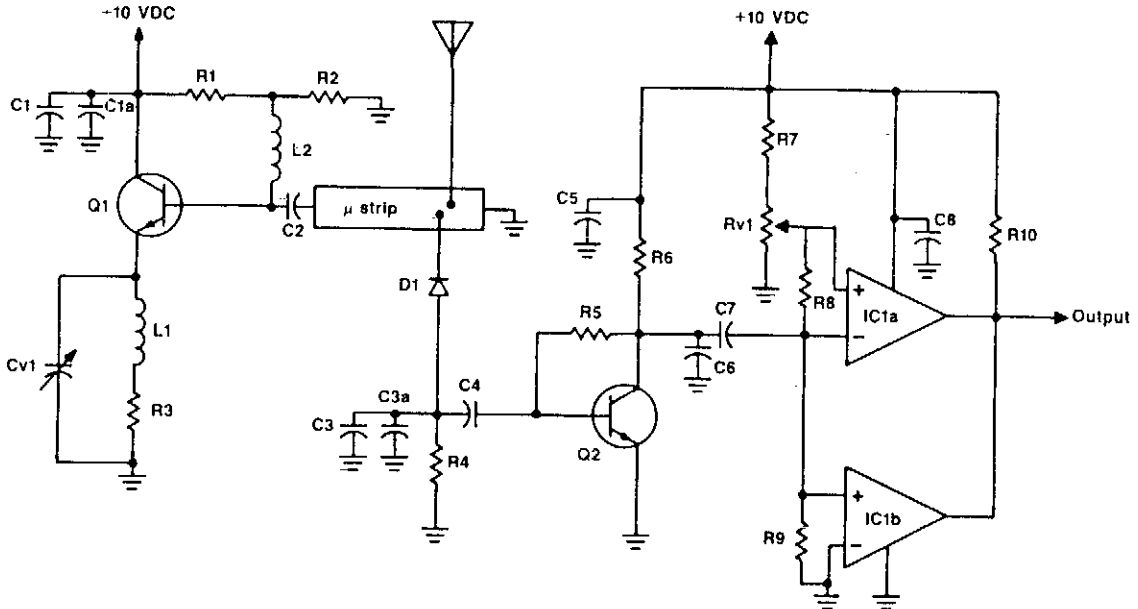 +10 VDC
+10 VDC
R1
R2
C1
C1a
R7
L2
Q1
μ strip
C5
C8
C2
Rv1
R10
R6
D1
R8
+
IC1a
Output
L1
R5
C7
−
Cv1
C6
C3a
C4
R3
C3
Q2
R4
+
IC1b
R9
−